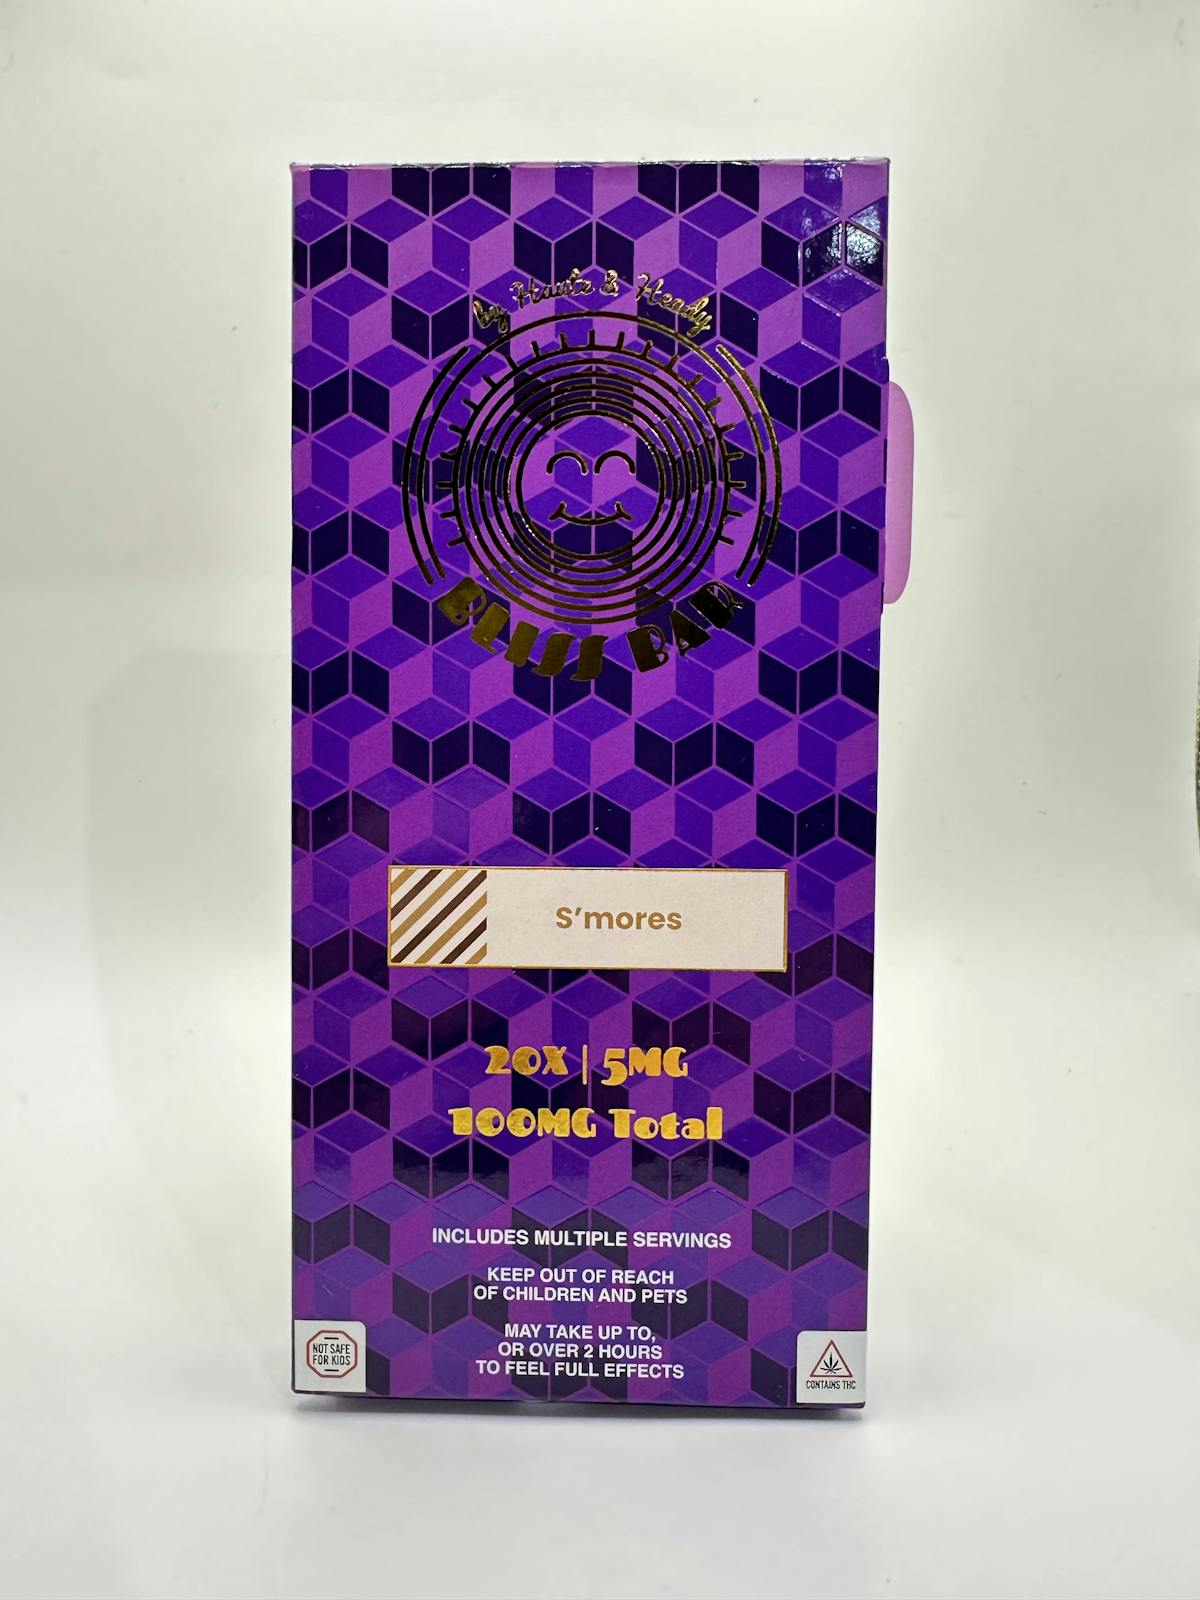 by Haute & Heady
BLISS BAR
S'mores
20X | 5MG
100MG Total
INCLUDES MULTIPLE SERVINGS
KEEP OUT OF REACH
OF CHILDREN AND PETS
MAY TAKE UP TO,
OR OVER 2 HOURS
TO FEEL FULL EFFECTS
NOT SAFE
FOR KIDS
CONTAINS THC